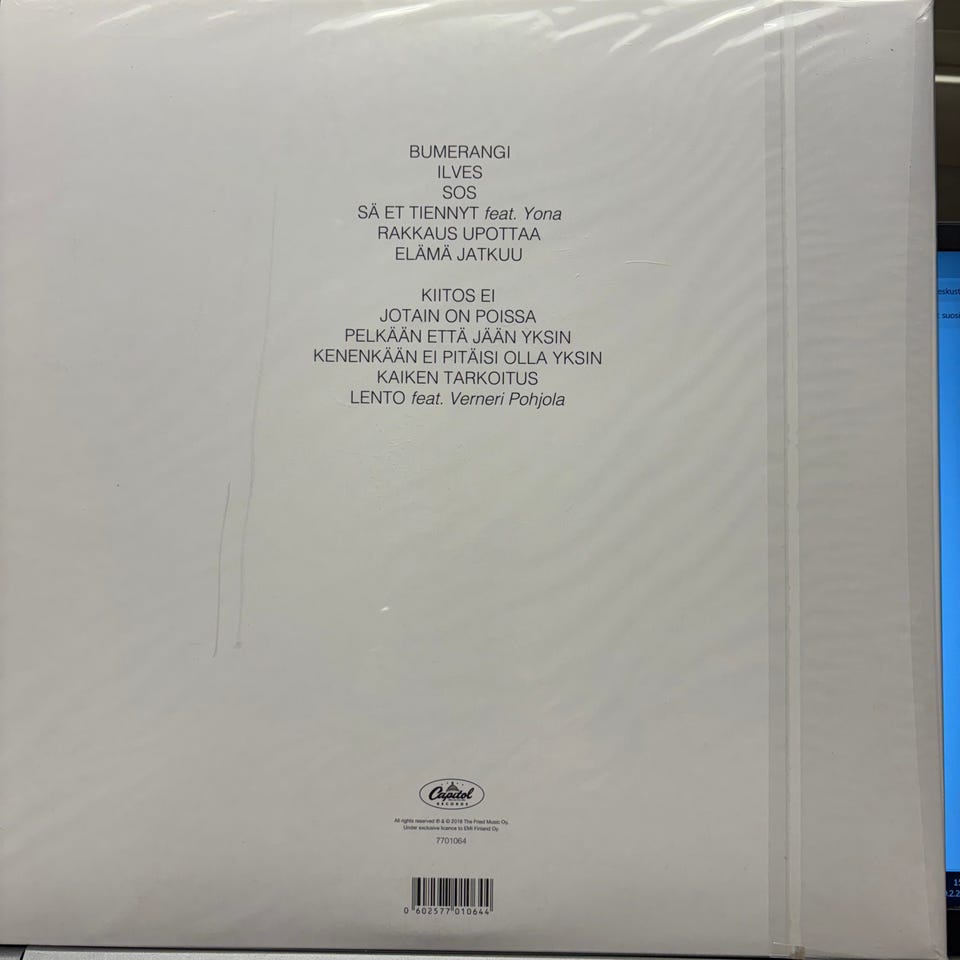 BUMERANGI
ILVES
SOS
SÄ ET TIENNYT feat. Yona
RAKKAUS UPOTTAA
ELÄMÄ JATKUU
KIITOS EI
JOTAIN ON POISSA
PELKÄÄN ETTÄ JÄÄN YKSIN
KENENKÄÄN EI PITÄISI OLLA YKSIN
KAIKEN TARKOITUS
LENTO feat. Verneri Pohjola
Capitol
RECORDS
All rights reserved ℗ & © 2018 The Fried Music Oy.
Under exclusive licence to EMI Finland Oy.
7701064
0 602577 010644